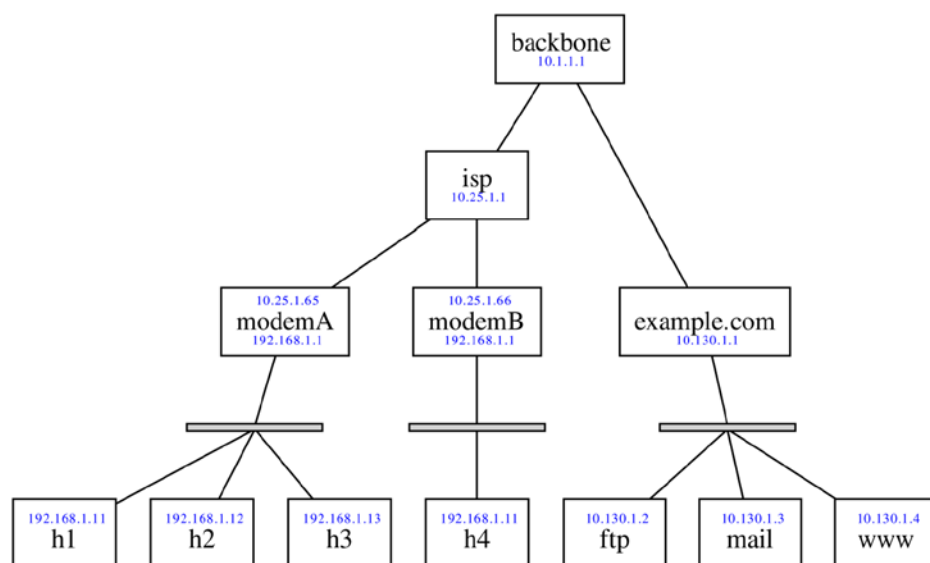 backbone
10.1.1.1
isp
10.25.1.1
10.25.1.65
modemA
192.168.1.1
10.25.1.66
modemB
192.168.1.1
example.com
10.130.1.1
192.168.1.11
h1
192.168.1.12
h2
192.168.1.13
h3
192.168.1.11
h4
10.130.1.2
ftp
10.130.1.3
mail
10.130.1.4
www